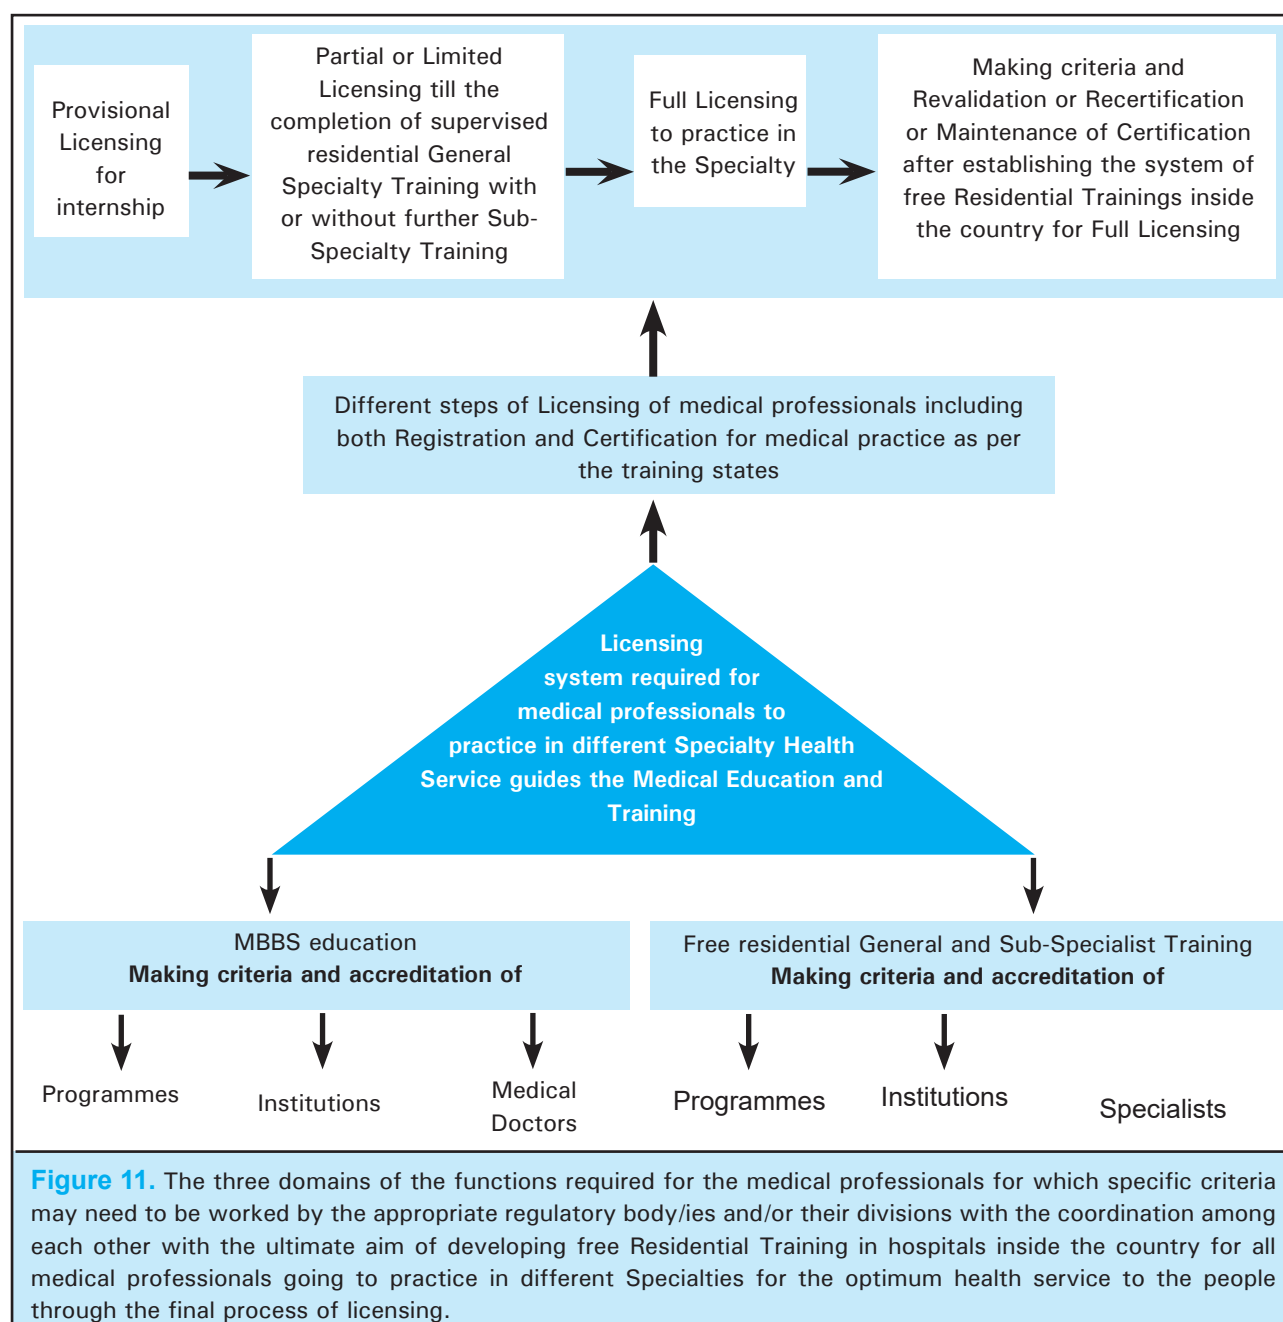 Provisional
Licensing
for
internship
Partial or Limited
Licensing till the
completion of supervised
residential General
Specialty Training with
or without further Sub-
Specialty Training
Full Licensing
to practice in
the Specialty
Making criteria and
Revalidation or Recertification
or Maintenance of Certification
after establishing the system of
free Residential Trainings inside
the country for Full Licensing
Different steps of Licensing of medical professionals including
both Registration and Certification for medical practice as per
the training states
Licensing
system required for
medical professionals to
practice in different Specialty Health
Service guides the Medical Education and
Training
MBBS education
Making criteria and accreditation of
Free residential General and Sub-Specialist Training
Making criteria and accreditation of
Programmes
Institutions
Medical
Doctors
Programmes
Institutions
Specialists
Figure 11. The three domains of the functions required for the medical professionals for which specific criteria
may need to be worked by the appropriate regulatory body/ies and/or their divisions with the coordination among
each other with the ultimate aim of developing free Residential Training in hospitals inside the country for all
medical professionals going to practice in different Specialties for the optimum health service to the people
through the final process of licensing.